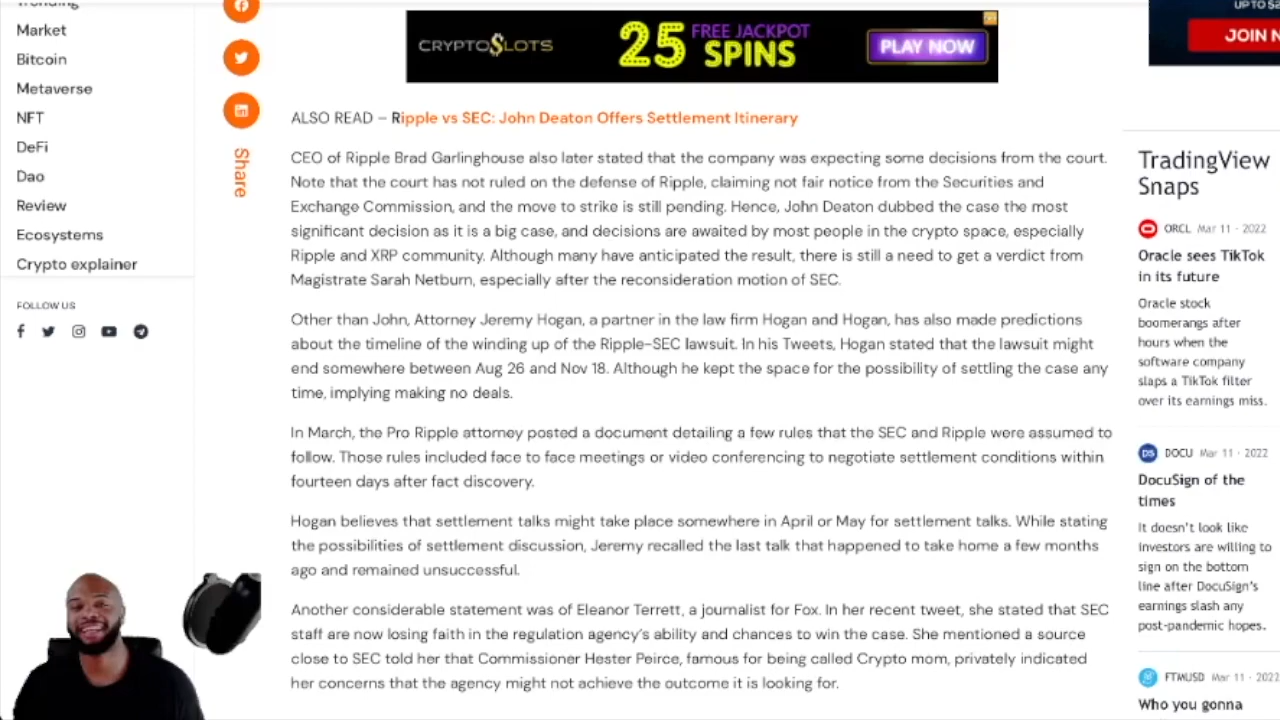 Trending
Market
Bitcoin
Metaverse
NFT
DeFi
Dao
Review
Ecosystems
Crypto explainer
FOLLOW US
Share
CRYPTO$LOTS
25 FREE JACKPOT SPINS
PLAY NOW
ALSO READ – Ripple vs SEC: John Deaton Offers Settlement Itinerary
CEO of Ripple Brad Garlinghouse also later stated that the company was expecting some decisions from the court.
Note that the court has not ruled on the defense of Ripple, claiming not fair notice from the Securities and
Exchange Commission, and the move to strike is still pending. Hence, John Deaton dubbed the case the most
significant decision as it is a big case, and decisions are awaited by most people in the crypto space, especially
Ripple and XRP community. Although many have anticipated the result, there is still a need to get a verdict from
Magistrate Sarah Netburn, especially after the reconsideration motion of SEC.
Other than John, Attorney Jeremy Hogan, a partner in the law firm Hogan and Hogan, has also made predictions
about the timeline of the winding up of the Ripple-SEC lawsuit. In his Tweets, Hogan stated that the lawsuit might
end somewhere between Aug 26 and Nov 18. Although he kept the space for the possibility of settling the case any
time, implying making no deals.
In March, the Pro Ripple attorney posted a document detailing a few rules that the SEC and Ripple were assumed to
follow. Those rules included face to face meetings or video conferencing to negotiate settlement conditions within
fourteen days after fact discovery.
Hogan believes that settlement talks might take place somewhere in April or May for settlement talks. While stating
the possibilities of settlement discussion, Jeremy recalled the last talk that happened to take home a few months
ago and remained unsuccessful.
Another considerable statement was of Eleanor Terrett, a journalist for Fox. In her recent tweet, she stated that SEC
staff are now losing faith in the regulation agency's ability and chances to win the case. She mentioned a source
close to SEC told her that Commissioner Hester Peirce, famous for being called Crypto mom, privately indicated
her concerns that the agency might not achieve the outcome it is looking for.
UP TO $2
JOIN N
TradingView
Snaps
ORCL Mar 11 · 2022
Oracle sees TikTok
in its future
Oracle stock
boomerangs after
hours when the
software company
slaps a TikTok filter
over its earnings miss.
DS DOCU Mar 11 · 2022
DocuSign of the
times
It doesn't look like
investors are willing to
sign on the bottom
line after DocuSign's
earnings slash any
post-pandemic hopes.
FTMUSD Mar 11 · 2022
Who you gonna